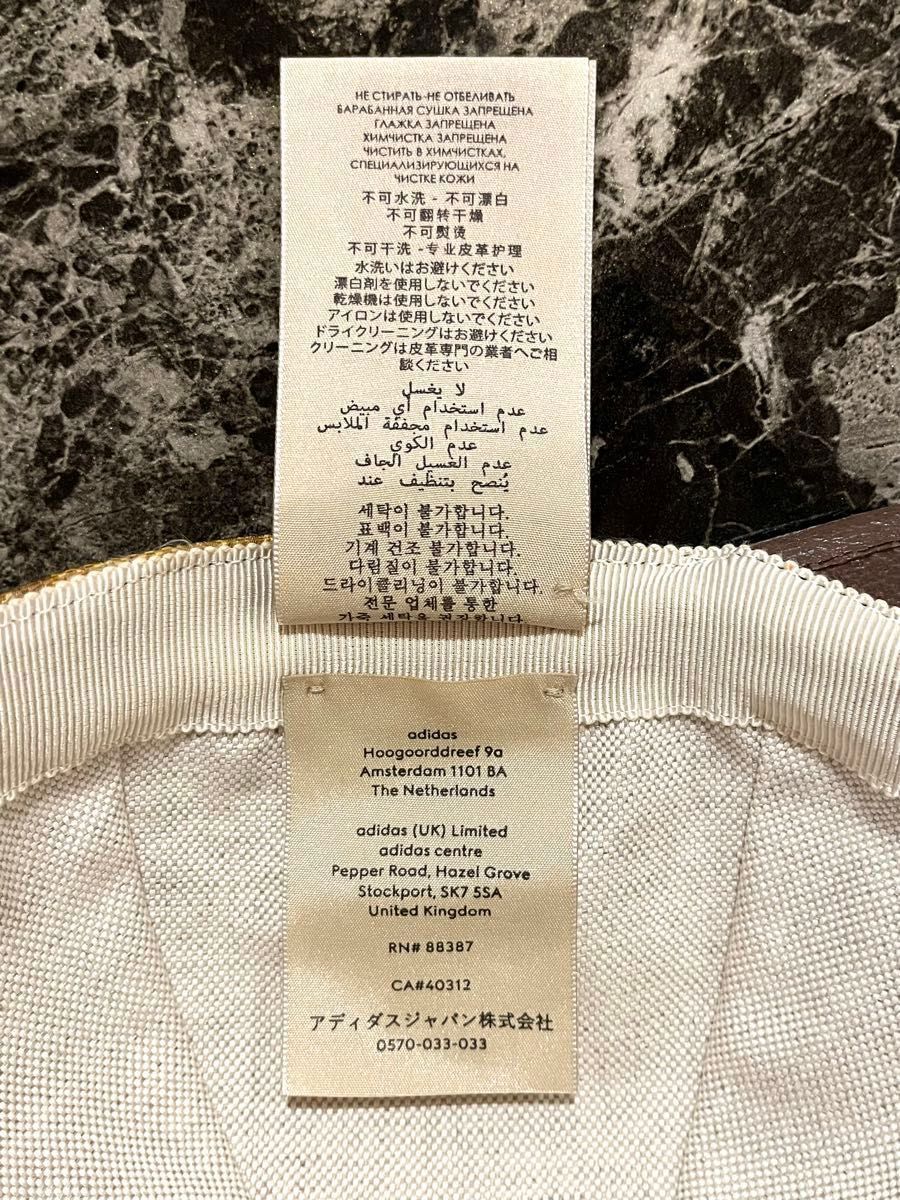 НЕ СТИРАТЬ-НЕ ОТБЕЛИВАТЬ
БАРАБАННАЯ СУШКА ЗАПРЕЩЕНА
ГЛАЖКА ЗАПРЕЩЕНА
ХИМЧИСТКА ЗАПРЕЩЕНА
ЧИСТИТЬ В ХИМЧИСТКАХ,
СПЕЦИАЛИЗИРУЮЩИХСЯ НА
ЧИСТКЕ КОЖИ
不可水洗 - 不可漂白
不可翻转干燥
不可熨烫
不可干洗 -专业皮革护理
水洗いはお避けください
漂白剤を使用しないでください
乾燥機は使用しないでください
アイロンは使用しないでください
ドライクリーニングはお避けください
クリーニングは皮革専門の業者へご相
談ください
لا يغسل
عدم استخدام أي مبيض
عدم استخدام مجففة الملابس
عدم الكوي
عدم الغسيل الجاف
يُنصح بتنظيف عند
세탁이 불가합니다.
표백이 불가합니다.
기계 건조 불가합니다.
다림질이 불가합니다.
드라이클리닝이 불가합니다.
전문 업체를 통한
가죽 세탁을 권장합니다
adidas
Hoogoorddreef 9a
Amsterdam 1101 BA
The Netherlands
adidas (UK) Limited
adidas centre
Pepper Road, Hazel Grove
Stockport, SK7 5SA
United Kingdom
RN# 88387
CA#40312
アディダスジャパン株式会社
0570-033-033